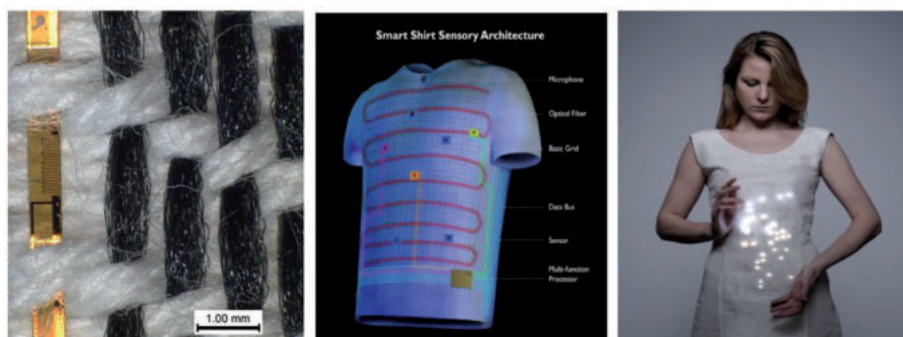 1.00 mm
Smart Shirt Sensory Architecture
Microphone
Optical Fiber
Basic Grid
Data Bus
Sensor
Multi-function
Processor